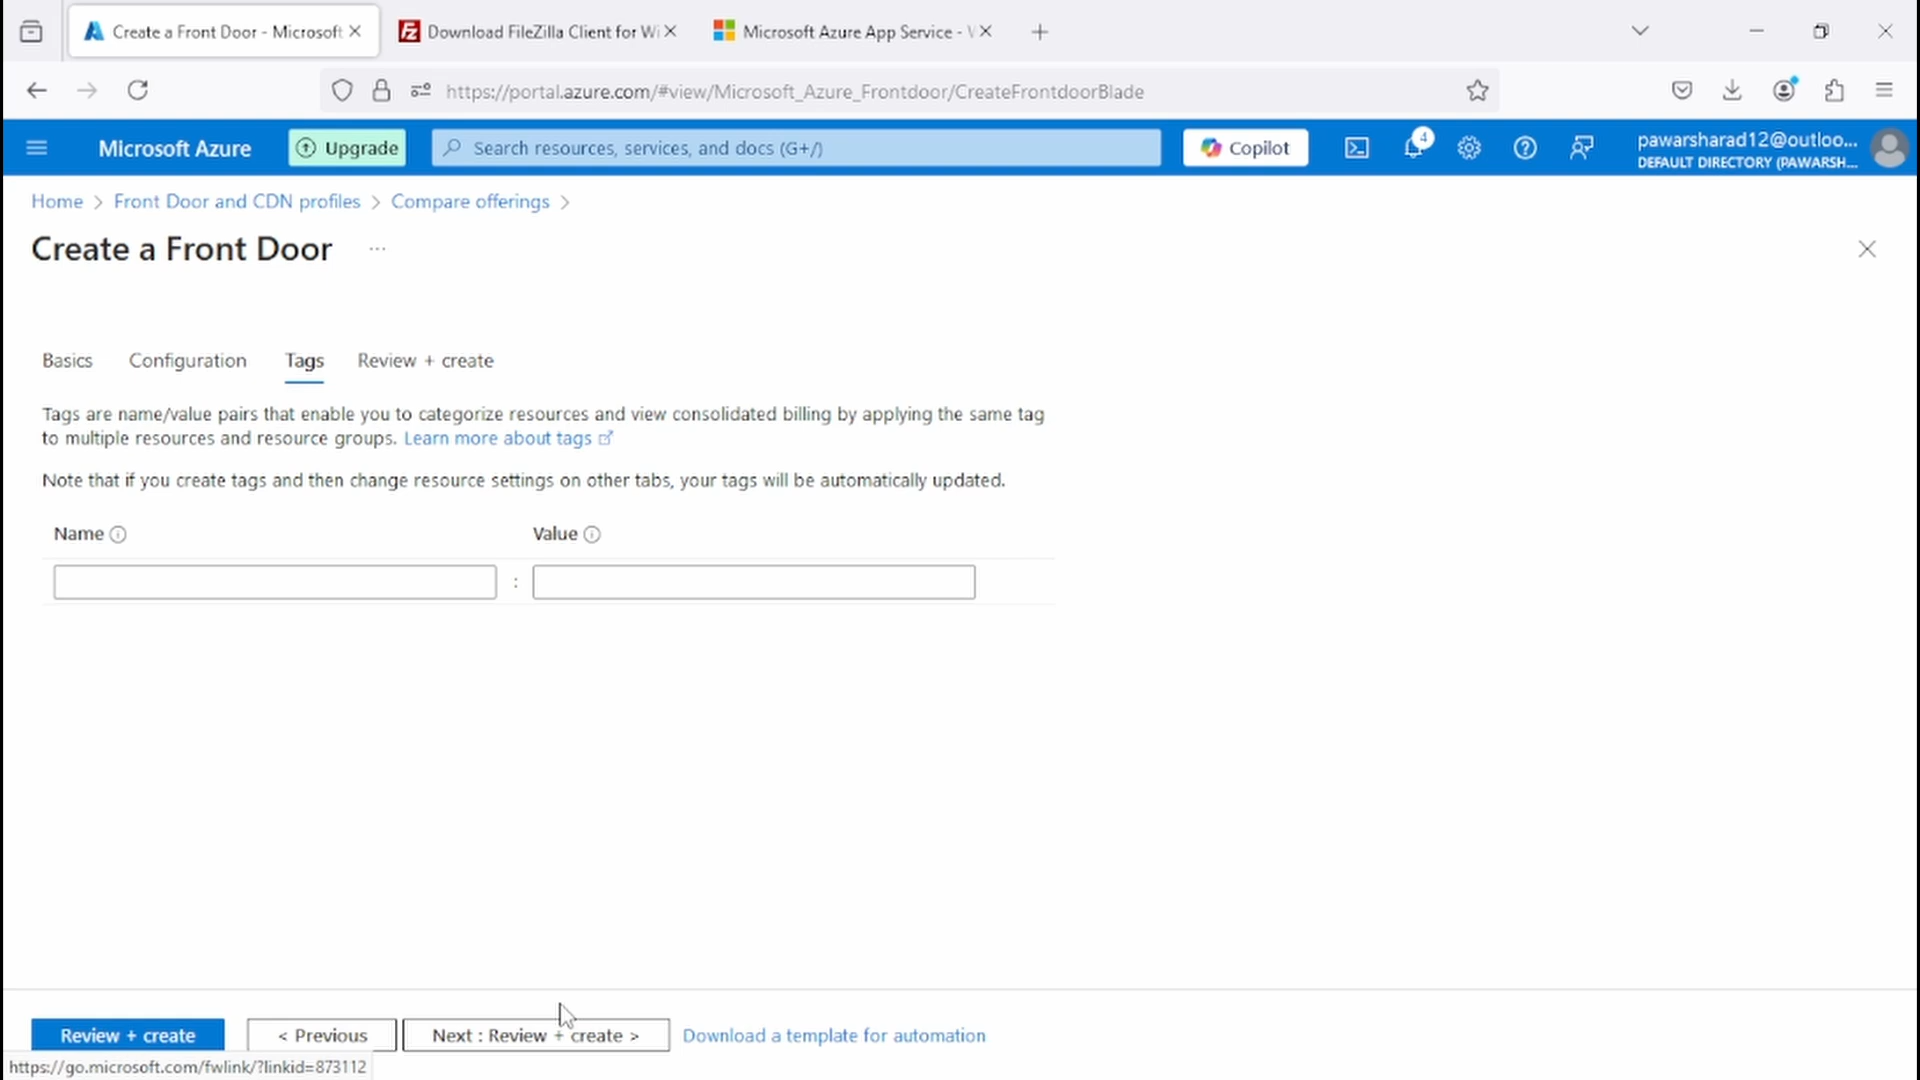 Create a Front Door - Microsoft
Download FileZilla Client for Wi
Microsoft Azure App Service - V
https://portal.azure.com/#view/Microsoft_Azure_Frontdoor/CreateFrontdoorBlade
Microsoft Azure
Upgrade
Search resources, services, and docs (G+/)
Copilot
4
pawarsharad12@outloo...
DEFAULT DIRECTORY (PAWARSH...
Home > Front Door and CDN profiles > Compare offerings >
Create a Front Door ...
Basics
Configuration
Tags
Review + create
Tags are name/value pairs that enable you to categorize resources and view consolidated billing by applying the same tag
to multiple resources and resource groups. Learn more about tags
Note that if you create tags and then change resource settings on other tabs, your tags will be automatically updated.
Name
Value
:
Review + create
< Previous
Next : Review + create >
Download a template for automation
https://go.microsoft.com/fwlink/?linkid=873112